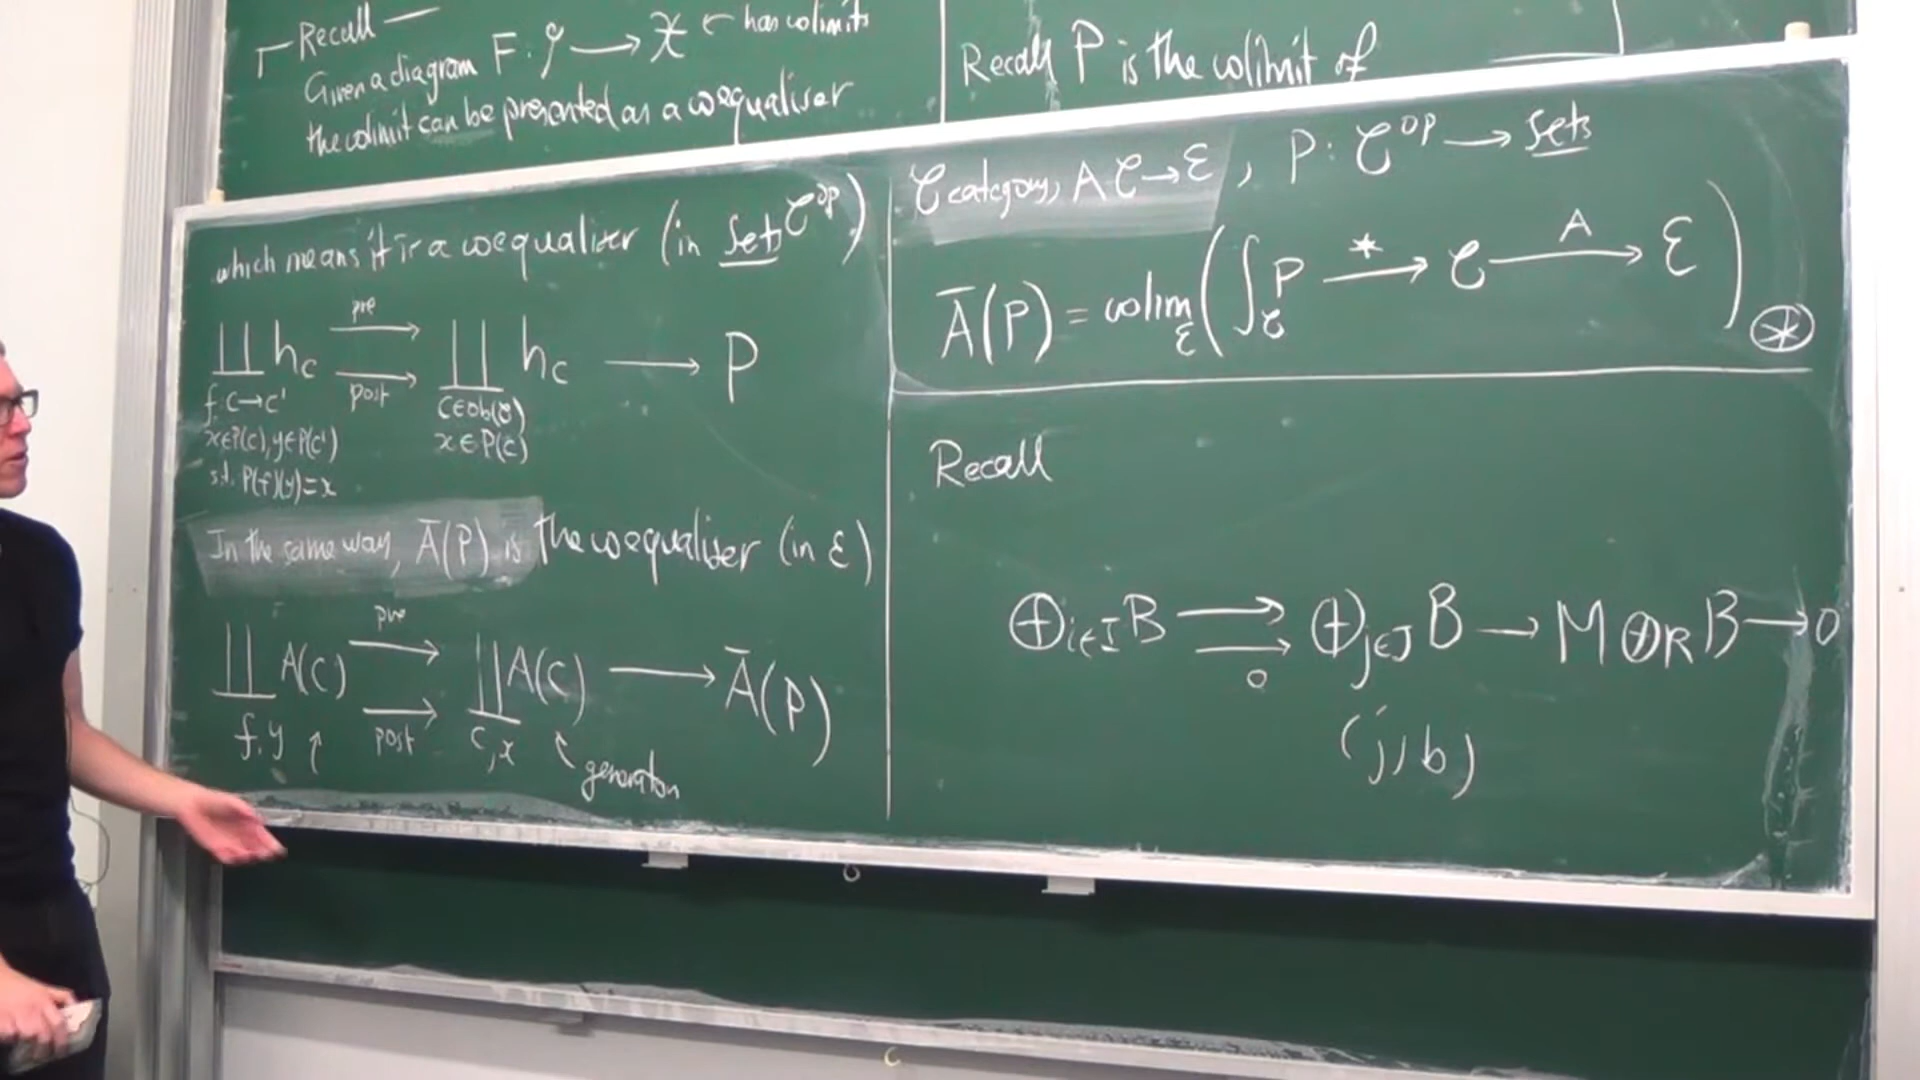 Recall
Given a diagram F : 𝒥 ⟶ 𝒳 ← has colimits
the colimit can be presented as a coequaliser
Recall P is the colimit of
which means it is a coequaliser (in Sets^{𝒞^{op}})
∐ h_C ⇉ ∐ h_C ⟶ P
pre
post
f: C→C'
x∈P(C), y∈P(C')
s.t. P(f)(y)=x
C∈ob(𝒞)
x∈P(C)
In the same way, Ā(P) is the coequaliser (in ℰ)
∐ A(C) ⇉ ∐ A(C) ⟶ Ā(P)
pre
post
f,y ↑
C,x ↖ generators
𝒞 category, A 𝒞→ℰ, P: 𝒞^{op} ⟶ Sets
Ā(P) = colim_ℰ ( ∫_𝒞 P —*→ 𝒞 —A→ ℰ ) ⊛
Recall
⊕_{i∈I} B ⇉ ⊕_{j∈J} B ⟶ M ⊕_R B ⟶ 0
0
(j, b)